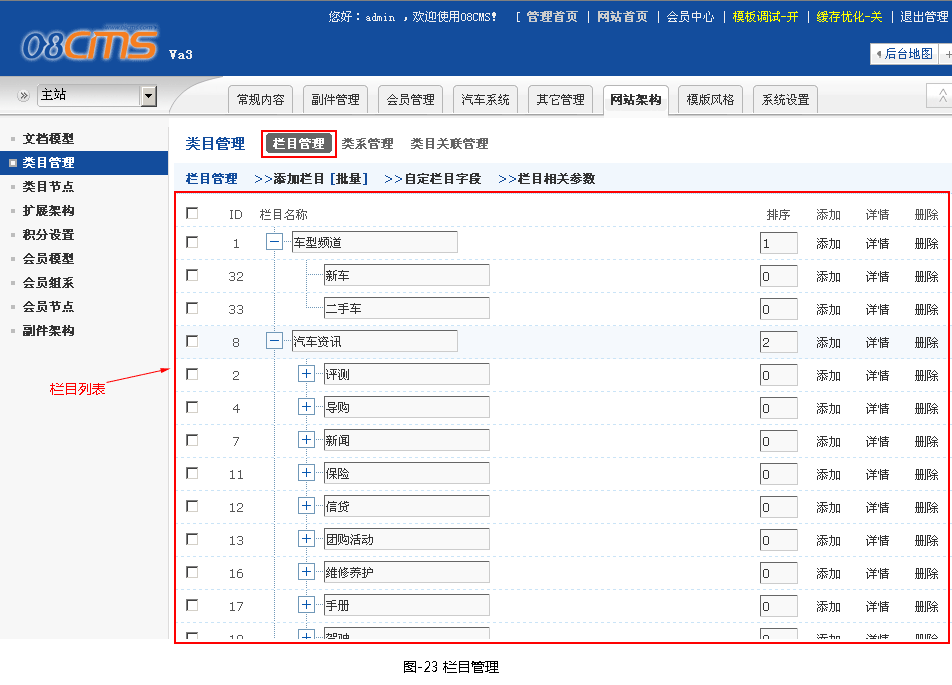 您好：admin ，欢迎使用08CMS！ [ 管理首页 | 网站首页 | 会员中心 | 模板调试-开 | 缓存优化-关 | 退出管理
08CMS Va3
后台地图 +
» 主站
常规内容 副件管理 会员管理 汽车系统 其它管理 网站架构 模版风格 系统设置
文档模型
类目管理
类目节点
扩展架构
积分设置
会员模型
会员组系
会员节点
副件架构
栏目列表
类目管理 栏目管理 类系管理 类目关联管理
栏目管理 >>添加栏目 [批量] >>自定栏目字段 >>栏目相关参数
ID 栏目名称 排序 添加 详情 删除
1 车型频道 1 添加 详情 删除
32 新车 0 添加 详情 删除
33 二手车 0 添加 详情 删除
8 汽车资讯 2 添加 详情 删除
2 评测 0 添加 详情 删除
4 导购 0 添加 详情 删除
7 新闻 0 添加 详情 删除
11 保险 0 添加 详情 删除
12 信贷 0 添加 详情 删除
13 团购活动 0 添加 详情 删除
16 维修养护 0 添加 详情 删除
17 手册 0 添加 详情 删除
驾驶 0 添加 详情 删除
图-23 栏目管理